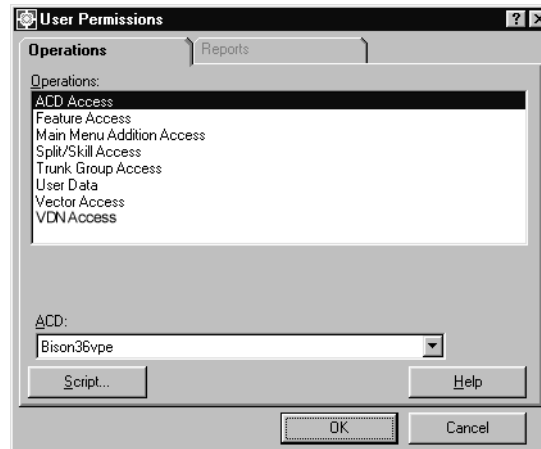 User Permissions
Operations
Reports
Operations:
ACD Access
Feature Access
Main Menu Addition Access
Split/Skill Access
Trunk Group Access
User Data
Vector Access
VDN Access
ACD:
Bison36vpe
Script...
Help
OK
Cancel